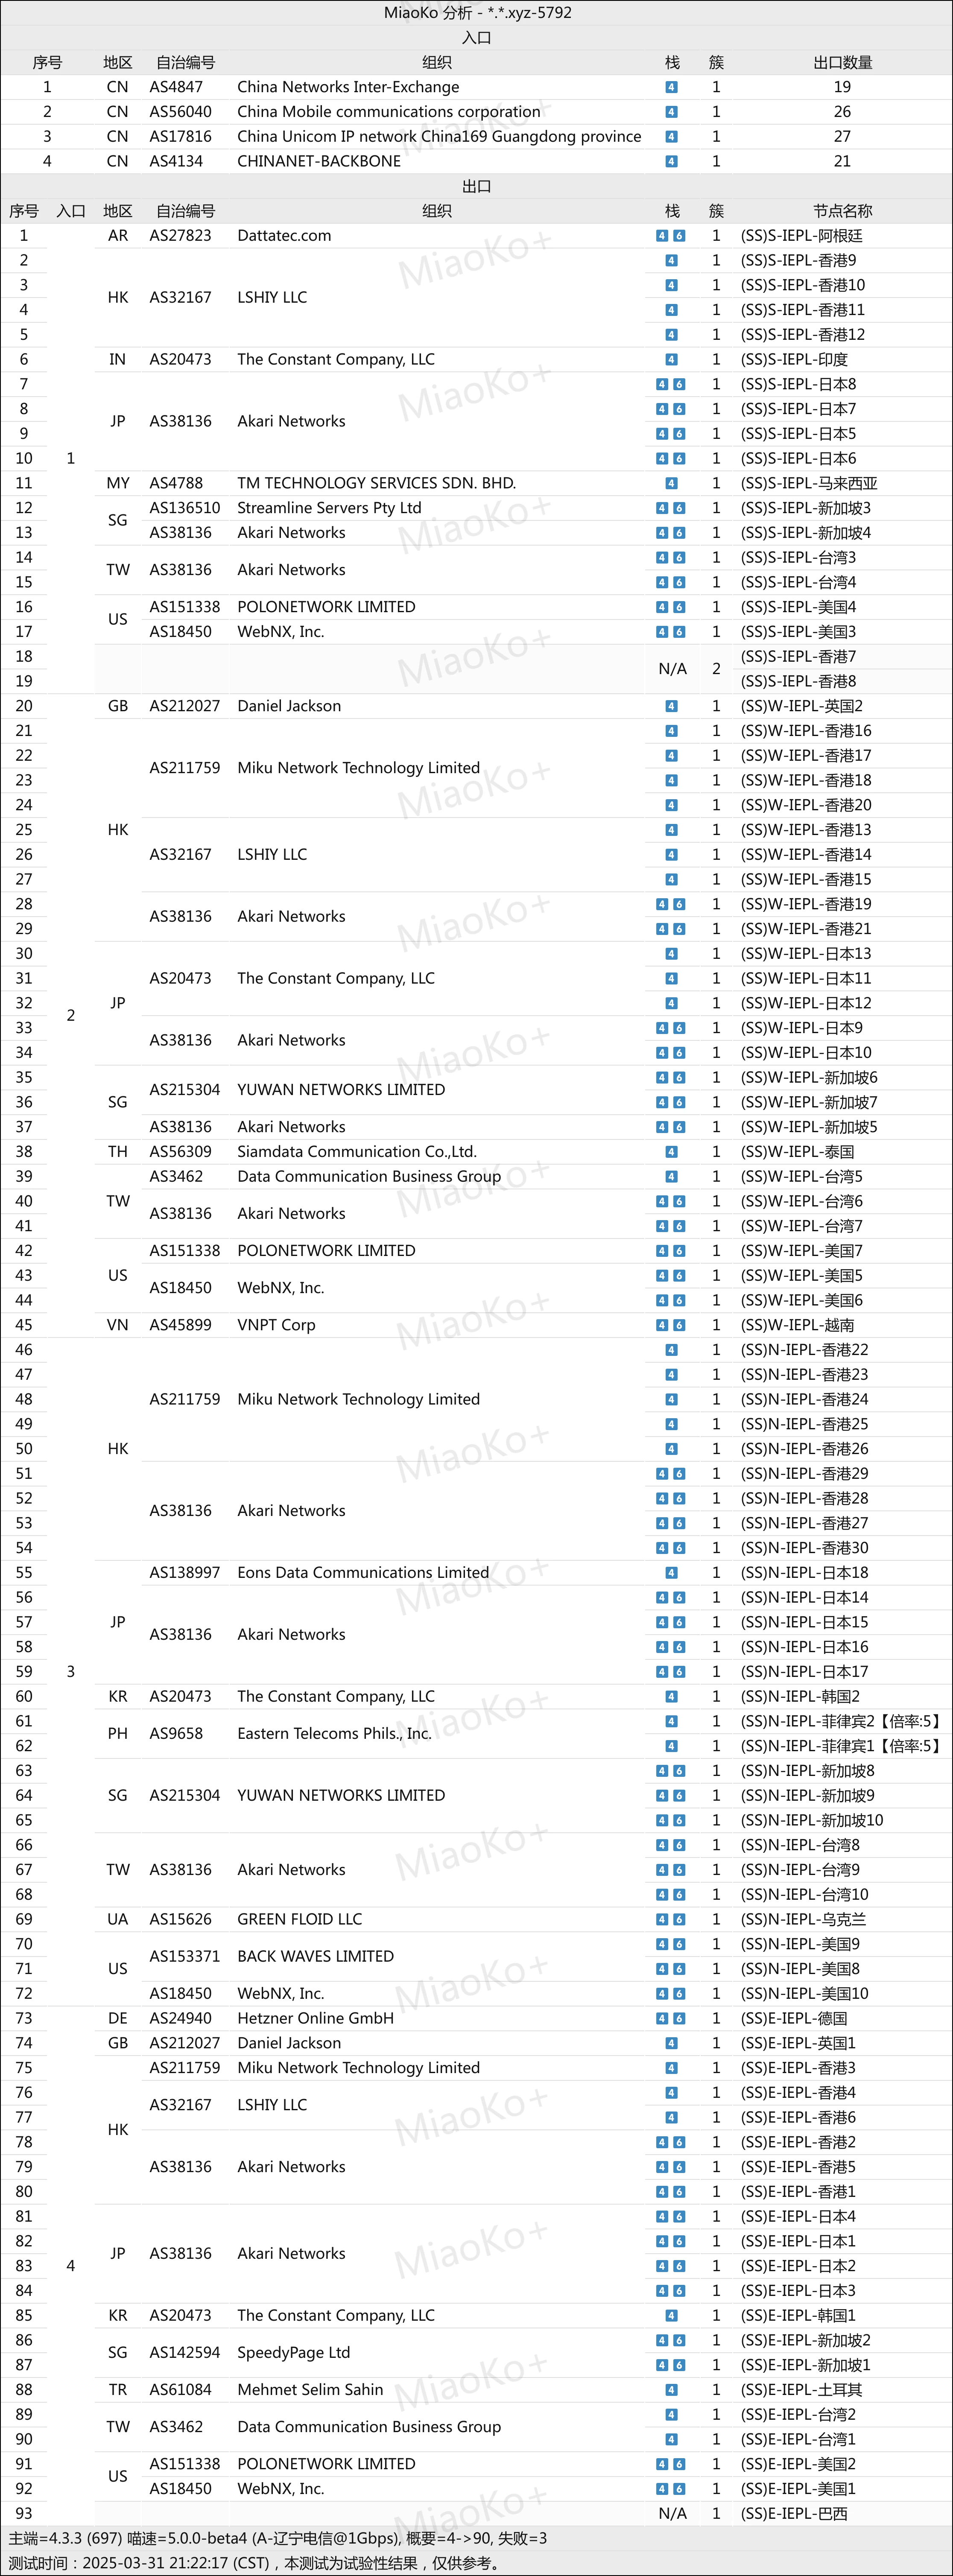 MiaoKo 分析 - *.*.xyz-5792
入口
序号 地区 自治编号 组织 栈 簇 出口数量
1 CN AS4847 China Networks Inter-Exchange 4 1 19
2 CN AS56040 China Mobile communications corporation 4 1 26
3 CN AS17816 China Unicom IP network China169 Guangdong province 4 1 27
4 CN AS4134 CHINANET-BACKBONE 4 1 21
出口
序号 入口 地区 自治编号 组织 栈 簇 节点名称
1 AR AS27823 Dattatec.com 4 6 1 (SS)S-IEPL-阿根廷
2 4 1 (SS)S-IEPL-香港9
3 HK AS32167 LSHIY LLC 4 1 (SS)S-IEPL-香港10
4 4 1 (SS)S-IEPL-香港11
5 4 1 (SS)S-IEPL-香港12
6 IN AS20473 The Constant Company, LLC 4 1 (SS)S-IEPL-印度
7 4 6 1 (SS)S-IEPL-日本8
8 JP AS38136 Akari Networks 4 6 1 (SS)S-IEPL-日本7
9 4 6 1 (SS)S-IEPL-日本5
10 1 4 6 1 (SS)S-IEPL-日本6
11 MY AS4788 TM TECHNOLOGY SERVICES SDN. BHD. 4 1 (SS)S-IEPL-马来西亚
12 SG AS136510 Streamline Servers Pty Ltd 4 6 1 (SS)S-IEPL-新加坡3
13 AS38136 Akari Networks 4 6 1 (SS)S-IEPL-新加坡4
14 TW AS38136 Akari Networks 4 6 1 (SS)S-IEPL-台湾3
15 4 6 1 (SS)S-IEPL-台湾4
16 US AS151338 POLONETWORK LIMITED 4 6 1 (SS)S-IEPL-美国4
17 AS18450 WebNX, Inc. 4 6 1 (SS)S-IEPL-美国3
18 N/A 2 (SS)S-IEPL-香港7
19 (SS)S-IEPL-香港8
20 GB AS212027 Daniel Jackson 4 1 (SS)W-IEPL-英国2
21 4 1 (SS)W-IEPL-香港16
22 AS211759 Miku Network Technology Limited 4 1 (SS)W-IEPL-香港17
23 4 1 (SS)W-IEPL-香港18
24 4 1 (SS)W-IEPL-香港20
25 HK 4 1 (SS)W-IEPL-香港13
26 AS32167 LSHIY LLC 4 1 (SS)W-IEPL-香港14
27 4 1 (SS)W-IEPL-香港15
28 AS38136 Akari Networks 4 6 1 (SS)W-IEPL-香港19
29 4 6 1 (SS)W-IEPL-香港21
30 4 1 (SS)W-IEPL-日本13
31 AS20473 The Constant Company, LLC 4 1 (SS)W-IEPL-日本11
32 2 JP 4 1 (SS)W-IEPL-日本12
33 AS38136 Akari Networks 4 6 1 (SS)W-IEPL-日本9
34 4 6 1 (SS)W-IEPL-日本10
35 AS215304 YUWAN NETWORKS LIMITED 4 6 1 (SS)W-IEPL-新加坡6
36 SG 4 6 1 (SS)W-IEPL-新加坡7
37 AS38136 Akari Networks 4 6 1 (SS)W-IEPL-新加坡5
38 TH AS56309 Siamdata Communication Co.,Ltd. 4 1 (SS)W-IEPL-泰国
39 AS3462 Data Communication Business Group 4 1 (SS)W-IEPL-台湾5
40 TW AS38136 Akari Networks 4 6 1 (SS)W-IEPL-台湾6
41 4 6 1 (SS)W-IEPL-台湾7
42 AS151338 POLONETWORK LIMITED 4 6 1 (SS)W-IEPL-美国7
43 US AS18450 WebNX, Inc. 4 6 1 (SS)W-IEPL-美国5
44 4 6 1 (SS)W-IEPL-美国6
45 VN AS45899 VNPT Corp 4 6 1 (SS)W-IEPL-越南
46 4 1 (SS)N-IEPL-香港22
47 4 1 (SS)N-IEPL-香港23
48 AS211759 Miku Network Technology Limited 4 1 (SS)N-IEPL-香港24
49 4 1 (SS)N-IEPL-香港25
50 HK 4 1 (SS)N-IEPL-香港26
51 4 6 1 (SS)N-IEPL-香港29
52 AS38136 Akari Networks 4 6 1 (SS)N-IEPL-香港28
53 4 6 1 (SS)N-IEPL-香港27
54 4 6 1 (SS)N-IEPL-香港30
55 AS138997 Eons Data Communications Limited 4 1 (SS)N-IEPL-日本18
56 4 6 1 (SS)N-IEPL-日本14
57 JP AS38136 Akari Networks 4 6 1 (SS)N-IEPL-日本15
58 4 6 1 (SS)N-IEPL-日本16
59 3 4 6 1 (SS)N-IEPL-日本17
60 KR AS20473 The Constant Company, LLC 4 1 (SS)N-IEPL-韩国2
61 PH AS9658 Eastern Telecoms Phils., Inc. 4 1 (SS)N-IEPL-菲律宾2【倍率:5】
62 4 1 (SS)N-IEPL-菲律宾1【倍率:5】
63 4 6 1 (SS)N-IEPL-新加坡8
64 SG AS215304 YUWAN NETWORKS LIMITED 4 6 1 (SS)N-IEPL-新加坡9
65 4 6 1 (SS)N-IEPL-新加坡10
66 4 6 1 (SS)N-IEPL-台湾8
67 TW AS38136 Akari Networks 4 6 1 (SS)N-IEPL-台湾9
68 4 6 1 (SS)N-IEPL-台湾10
69 UA AS15626 GREEN FLOID LLC 4 6 1 (SS)N-IEPL-乌克兰
70 AS153371 BACK WAVES LIMITED 4 6 1 (SS)N-IEPL-美国9
71 US 4 6 1 (SS)N-IEPL-美国8
72 AS18450 WebNX, Inc. 4 6 1 (SS)N-IEPL-美国10
73 DE AS24940 Hetzner Online GmbH 4 6 1 (SS)E-IEPL-德国
74 GB AS212027 Daniel Jackson 4 1 (SS)E-IEPL-英国1
75 AS211759 Miku Network Technology Limited 4 1 (SS)E-IEPL-香港3
76 AS32167 LSHIY LLC 4 1 (SS)E-IEPL-香港4
77 HK 4 1 (SS)E-IEPL-香港6
78 4 6 1 (SS)E-IEPL-香港2
79 AS38136 Akari Networks 4 6 1 (SS)E-IEPL-香港5
80 4 6 1 (SS)E-IEPL-香港1
81 4 6 1 (SS)E-IEPL-日本4
82 JP AS38136 Akari Networks 4 6 1 (SS)E-IEPL-日本1
83 4 4 6 1 (SS)E-IEPL-日本2
84 4 6 1 (SS)E-IEPL-日本3
85 KR AS20473 The Constant Company, LLC 4 1 (SS)E-IEPL-韩国1
86 SG AS142594 SpeedyPage Ltd 4 6 1 (SS)E-IEPL-新加坡2
87 4 6 1 (SS)E-IEPL-新加坡1
88 TR AS61084 Mehmet Selim Sahin 4 1 (SS)E-IEPL-土耳其
89 TW AS3462 Data Communication Business Group 4 1 (SS)E-IEPL-台湾2
90 4 1 (SS)E-IEPL-台湾1
91 US AS151338 POLONETWORK LIMITED 4 6 1 (SS)E-IEPL-美国2
92 AS18450 WebNX, Inc. 4 6 1 (SS)E-IEPL-美国1
93 N/A 1 (SS)E-IEPL-巴西
主端=4.3.3 (697) 喵速=5.0.0-beta4 (A-辽宁电信@1Gbps), 概要=4->90, 失败=3
测试时间：2025-03-31 21:22:17 (CST)，本测试为试验性结果，仅供参考。